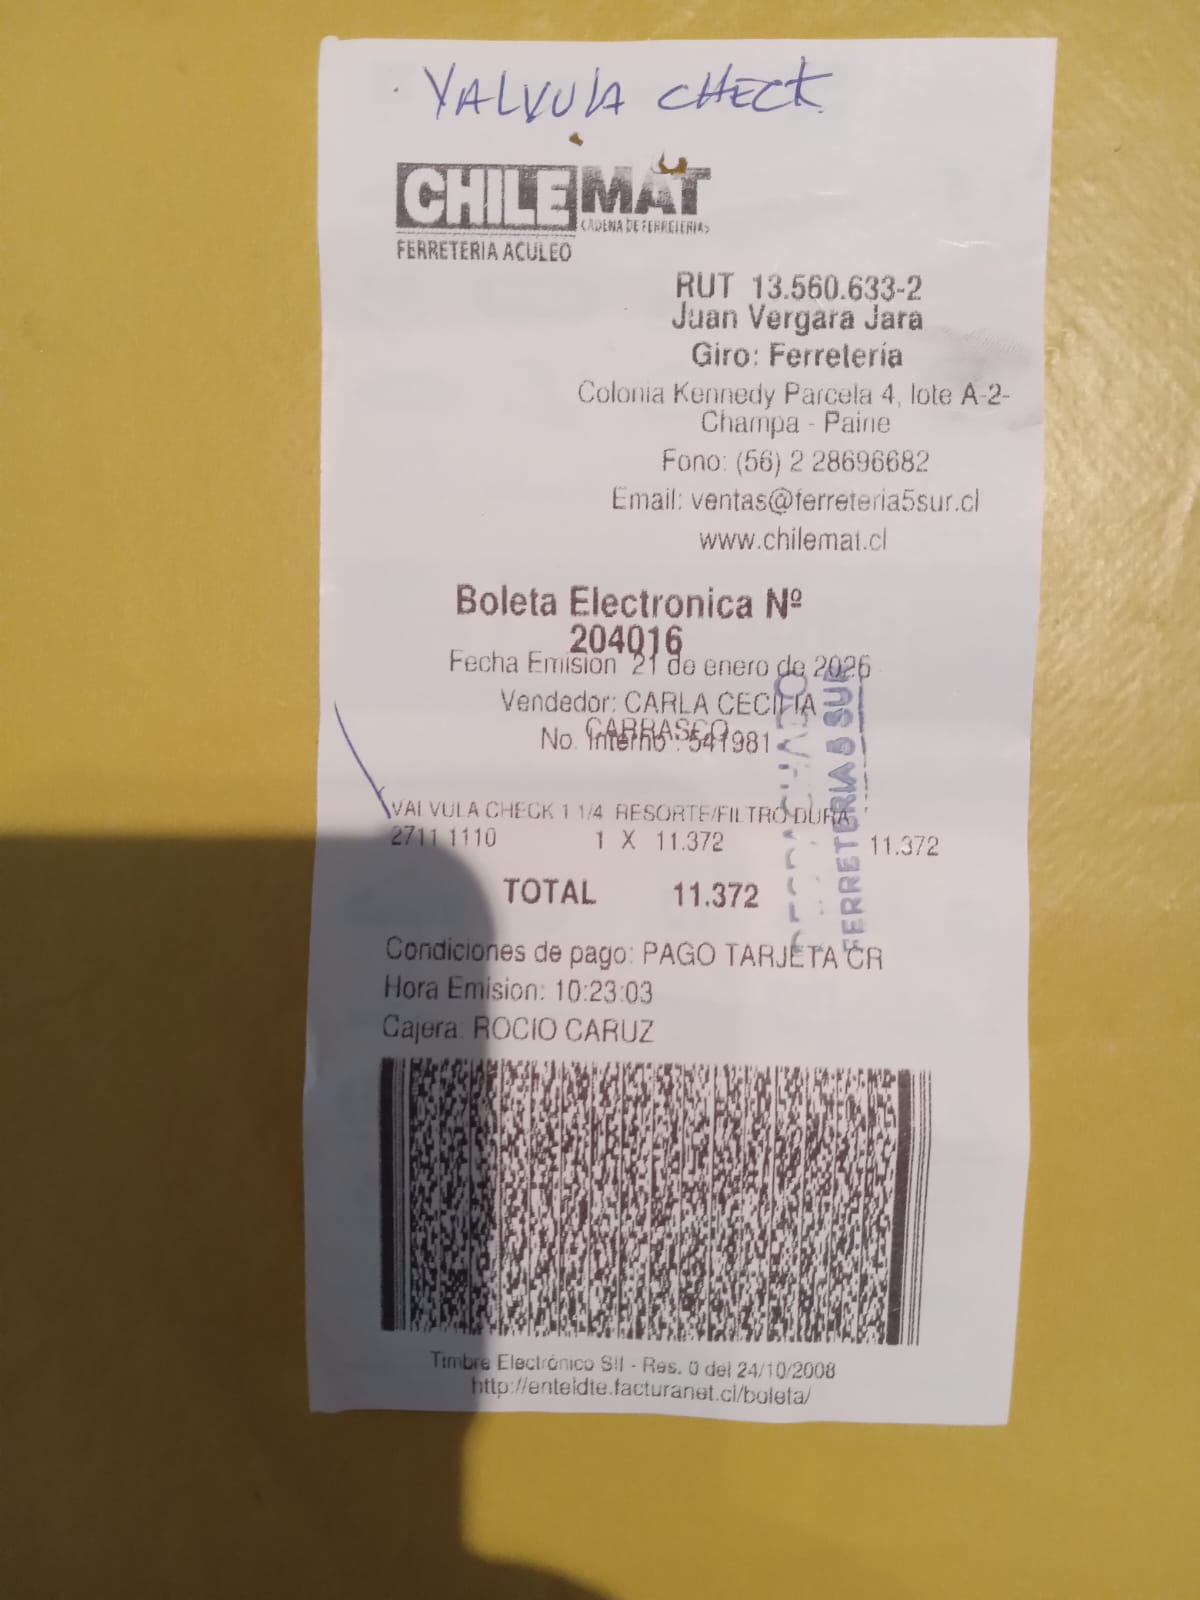 VALVULA CHECK
CHILEMAT
CADENA DE FERRETERIAS
FERRETERIA ACULEO
RUT 13.560.633-2
Juan Vergara Jara
Giro: Ferretería
Colonia Kennedy Parcela 4, lote A-2-
Champa - Paine
Fono: (56) 2 28696682
Email: ventas@ferreteria5sur.cl
www.chilemat.cl
Boleta Electronica Nº
204016
Fecha Emision 21 de enero de 2026
Vendedor: CARLA CECILIA
CARRASCO
No. Interno : 541981
VALVULA CHECK 1 1/4 RESORTE/FILTRO DURA
2711 1110 1 X 11.372 11.372
TOTAL 11.372
Condiciones de pago: PAGO TARJETA CR
Hora Emision: 10:23:03
Cajera: ROCIO CARUZ
DESPACHADO
FERRETERIA 5 SUR
Timbre Electrónico SII - Res. 0 del 24/10/2008
http://enteldte.facturanet.cl/boleta/